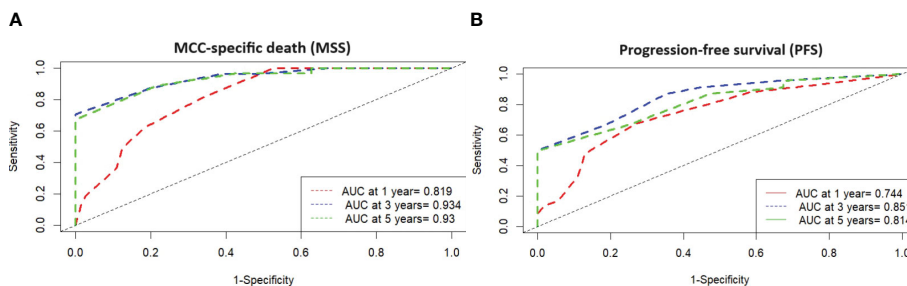 A
MCC-specific death (MSS)
Sensitivity
0.0 0.2 0.4 0.6 0.8 1.0
AUC at 1 year= 0.819
AUC at 3 years= 0.934
AUC at 5 years= 0.93
0.0 0.2 0.4 0.6 0.8 1.0
1-Specificity
B
Progression-free survival (PFS)
Sensitivity
0.0 0.2 0.4 0.6 0.8 1.0
AUC at 1 year= 0.744
AUC at 3 years= 0.85
AUC at 5 years= 0.814
0.0 0.2 0.4 0.6 0.8 1.0
1-Specificity